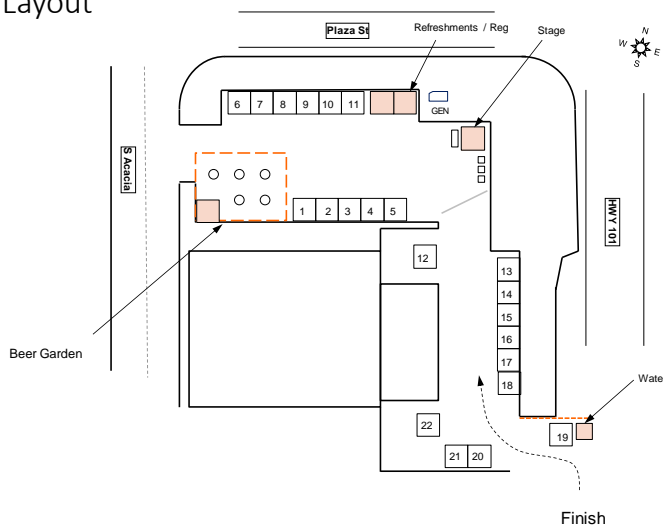 Layout
Plaza St
Refreshments / Reg
Stage
N
W
E
S
GEN
6 7 8 9 10 11
S Acacia
HWY 101
1 2 3 4 5
12
13
14
15
16
17
18
Beer Garden
Wate
22
19
21 20
Finish